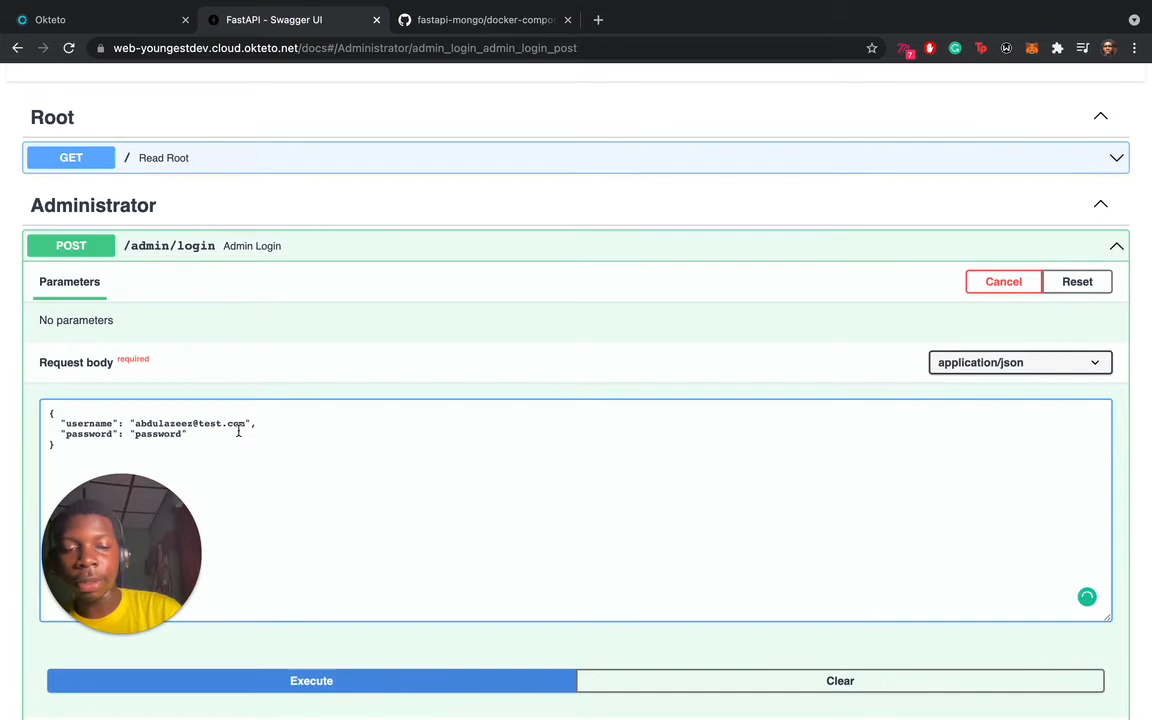 Okteto
FastAPI - Swagger UI
fastapi-mongo/docker-compo
web-youngestdev.cloud.okteto.net/docs#/Administrator/admin_login_admin_login_post
7
Root
GET / Read Root
Administrator
POST /admin/login Admin Login
Parameters
Cancel
Reset
No parameters
Request body required
application/json
{
"username": "abdulazeez@test.com",
"password": "password"
}
Execute
Clear